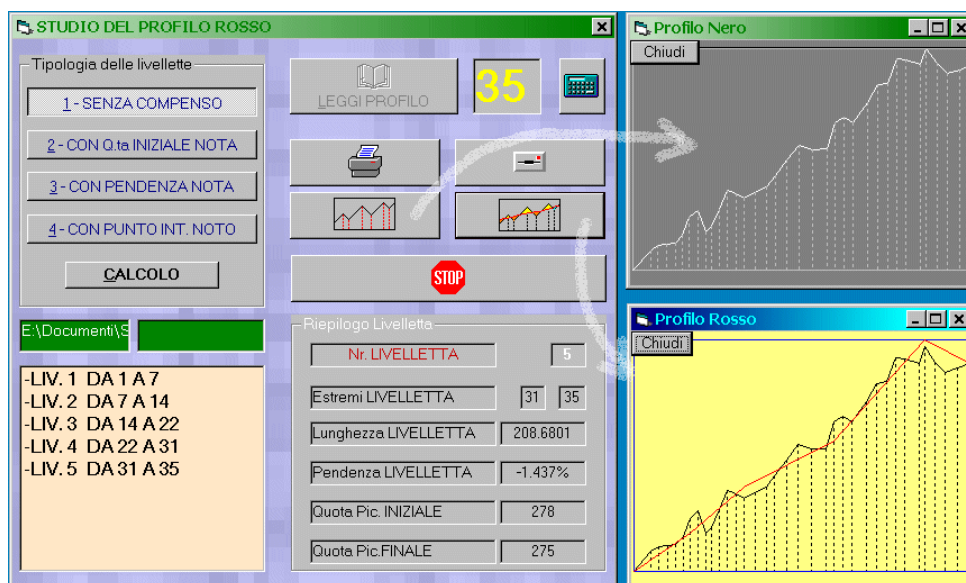 STUDIO DEL PROFILO ROSSO
Tipologia delle livellette
1 - SENZA COMPENSO
2 - CON Q.ta INIZIALE NOTA
3 - CON PENDENZA NOTA
4 - CON PUNTO INT. NOTO
CALCOLO
LEGGI PROFILO
35
STOP
E:\Documenti\S
-LIV. 1 DA 1 A 7
-LIV. 2 DA 7 A 14
-LIV. 3 DA 14 A 22
-LIV. 4 DA 22 A 31
-LIV. 5 DA 31 A 35
Riepilogo Livelletta
Nr. LIVELLETTA 5
Estremi LIVELLETTA 31 35
Lunghezza LIVELLETTA 208.6801
Pendenza LIVELLETTA -1.437%
Quota Pic. INIZIALE 278
Quota Pic.FINALE 275
Profilo Nero
Chiudi
Profilo Rosso
Chiudi